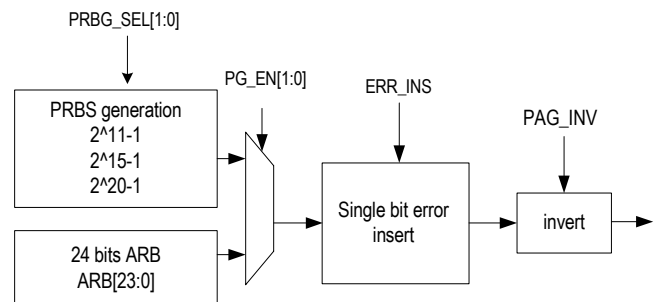 PRBG_SEL[1:0]
PG_EN[1:0]
ERR_INS
PAG_INV
PRBS generation
2^11-1
2^15-1
2^20-1
Single bit error
insert
invert
24 bits ARB
ARB[23:0]